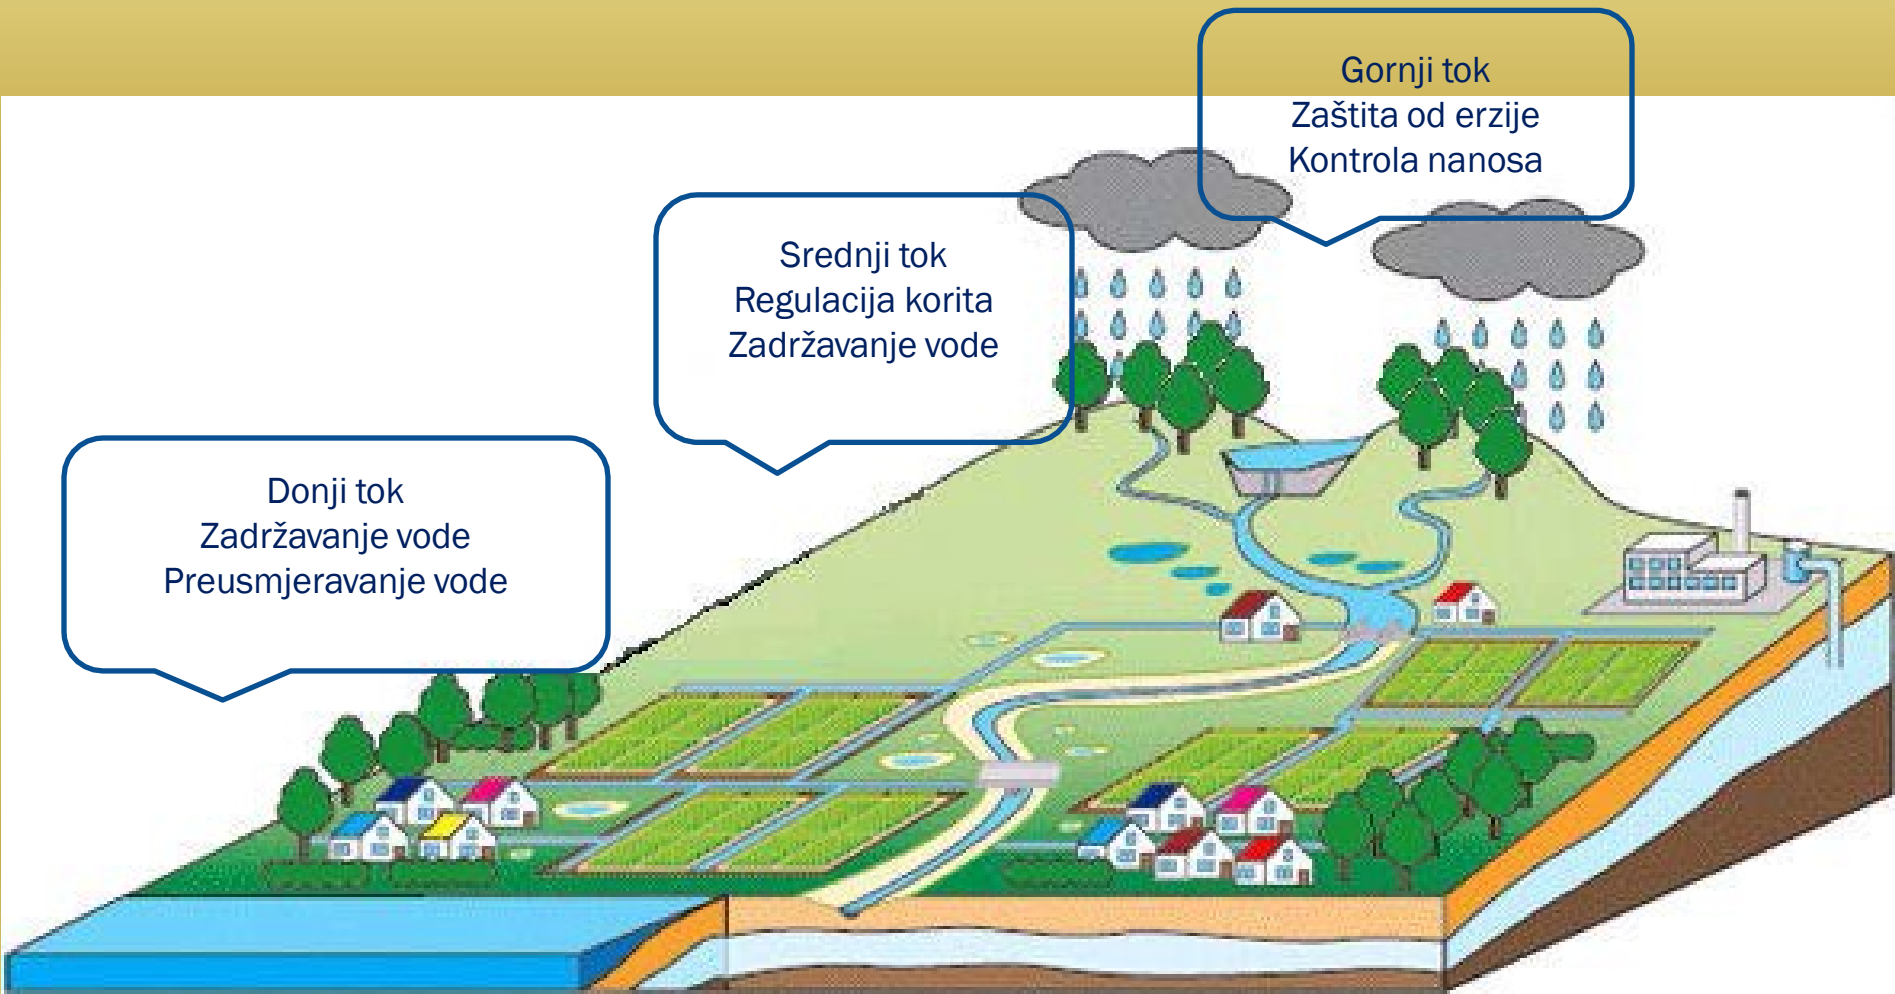 Gornji tok
Zaštita od erzije
Kontrola nanosa
Srednji tok
Regulacija korita
Zadržavanje vode
Donji tok
Zadržavanje vode
Preusmjeravanje vode